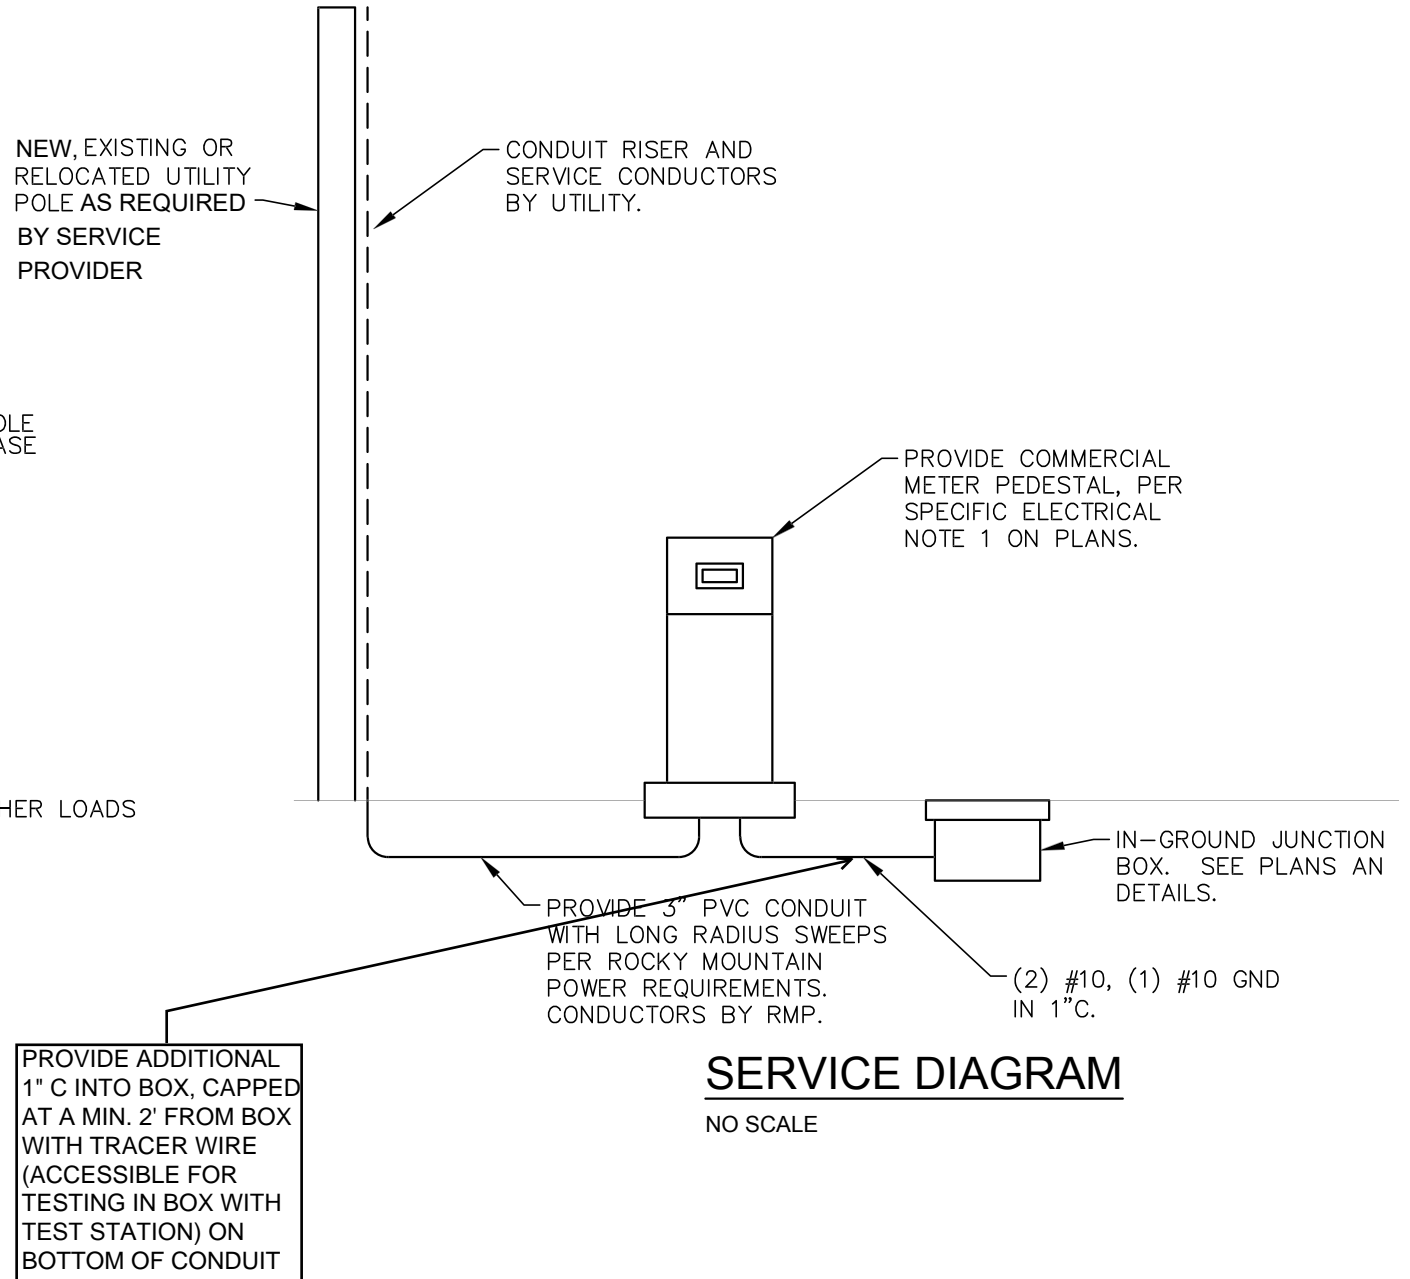 NEW, EXISTING OR
RELOCATED UTILITY
POLE AS REQUIRED
BY SERVICE
PROVIDER
CONDUIT RISER AND
SERVICE CONDUCTORS
BY UTILITY.
OLE
ASE
PROVIDE COMMERCIAL
METER PEDESTAL, PER
SPECIFIC ELECTRICAL
NOTE 1 ON PLANS.
HER LOADS
IN-GROUND JUNCTION
BOX. SEE PLANS AN
DETAILS.
PROVIDE 3" PVC CONDUIT
WITH LONG RADIUS SWEEPS
PER ROCKY MOUNTAIN
POWER REQUIREMENTS.
CONDUCTORS BY RMP.
(2) #10, (1) #10 GND
IN 1"C.
PROVIDE ADDITIONAL
1" C INTO BOX, CAPPED
AT A MIN. 2' FROM BOX
WITH TRACER WIRE
(ACCESSIBLE FOR
TESTING IN BOX WITH
TEST STATION) ON
BOTTOM OF CONDUIT
SERVICE DIAGRAM
NO SCALE